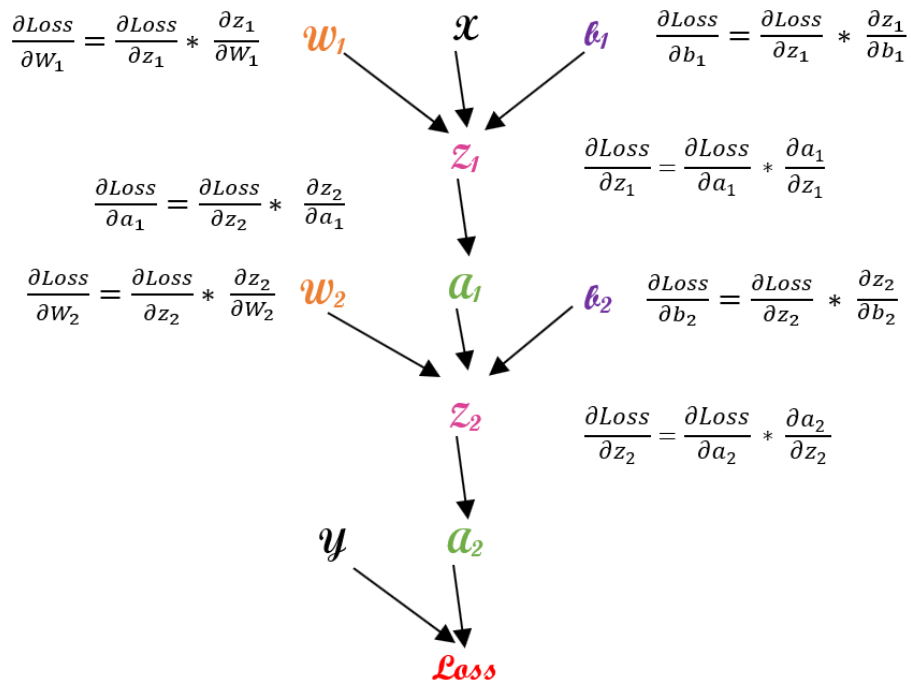 ∂Loss/∂W₁ = ∂Loss/∂z₁ * ∂z₁/∂W₁ w₁ x b₁ ∂Loss/∂b₁ = ∂Loss/∂z₁ * ∂z₁/∂b₁
z₁ ∂Loss/∂z₁ = ∂Loss/∂a₁ * ∂a₁/∂z₁
∂Loss/∂a₁ = ∂Loss/∂z₂ * ∂z₂/∂a₁
∂Loss/∂W₂ = ∂Loss/∂z₂ * ∂z₂/∂W₂ w₂ a₁ b₂ ∂Loss/∂b₂ = ∂Loss/∂z₂ * ∂z₂/∂b₂
z₂ ∂Loss/∂z₂ = ∂Loss/∂a₂ * ∂a₂/∂z₂
y a₂
Loss